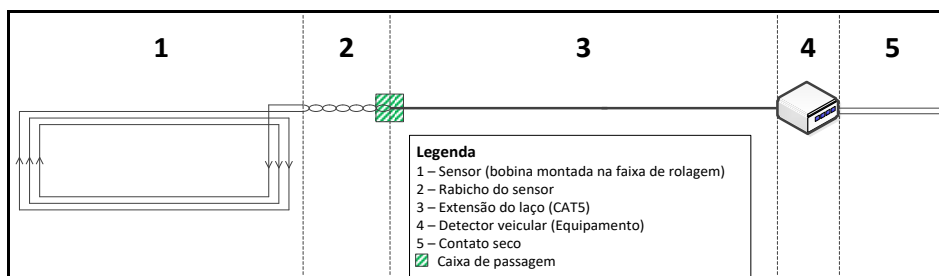 1
2
3
4
5
Legenda
1 – Sensor (bobina montada na faixa de rolagem)
2 – Rabicho do sensor
3 – Extensão do laço (CAT5)
4 – Detector veicular (Equipamento)
5 – Contato seco
Caixa de passagem